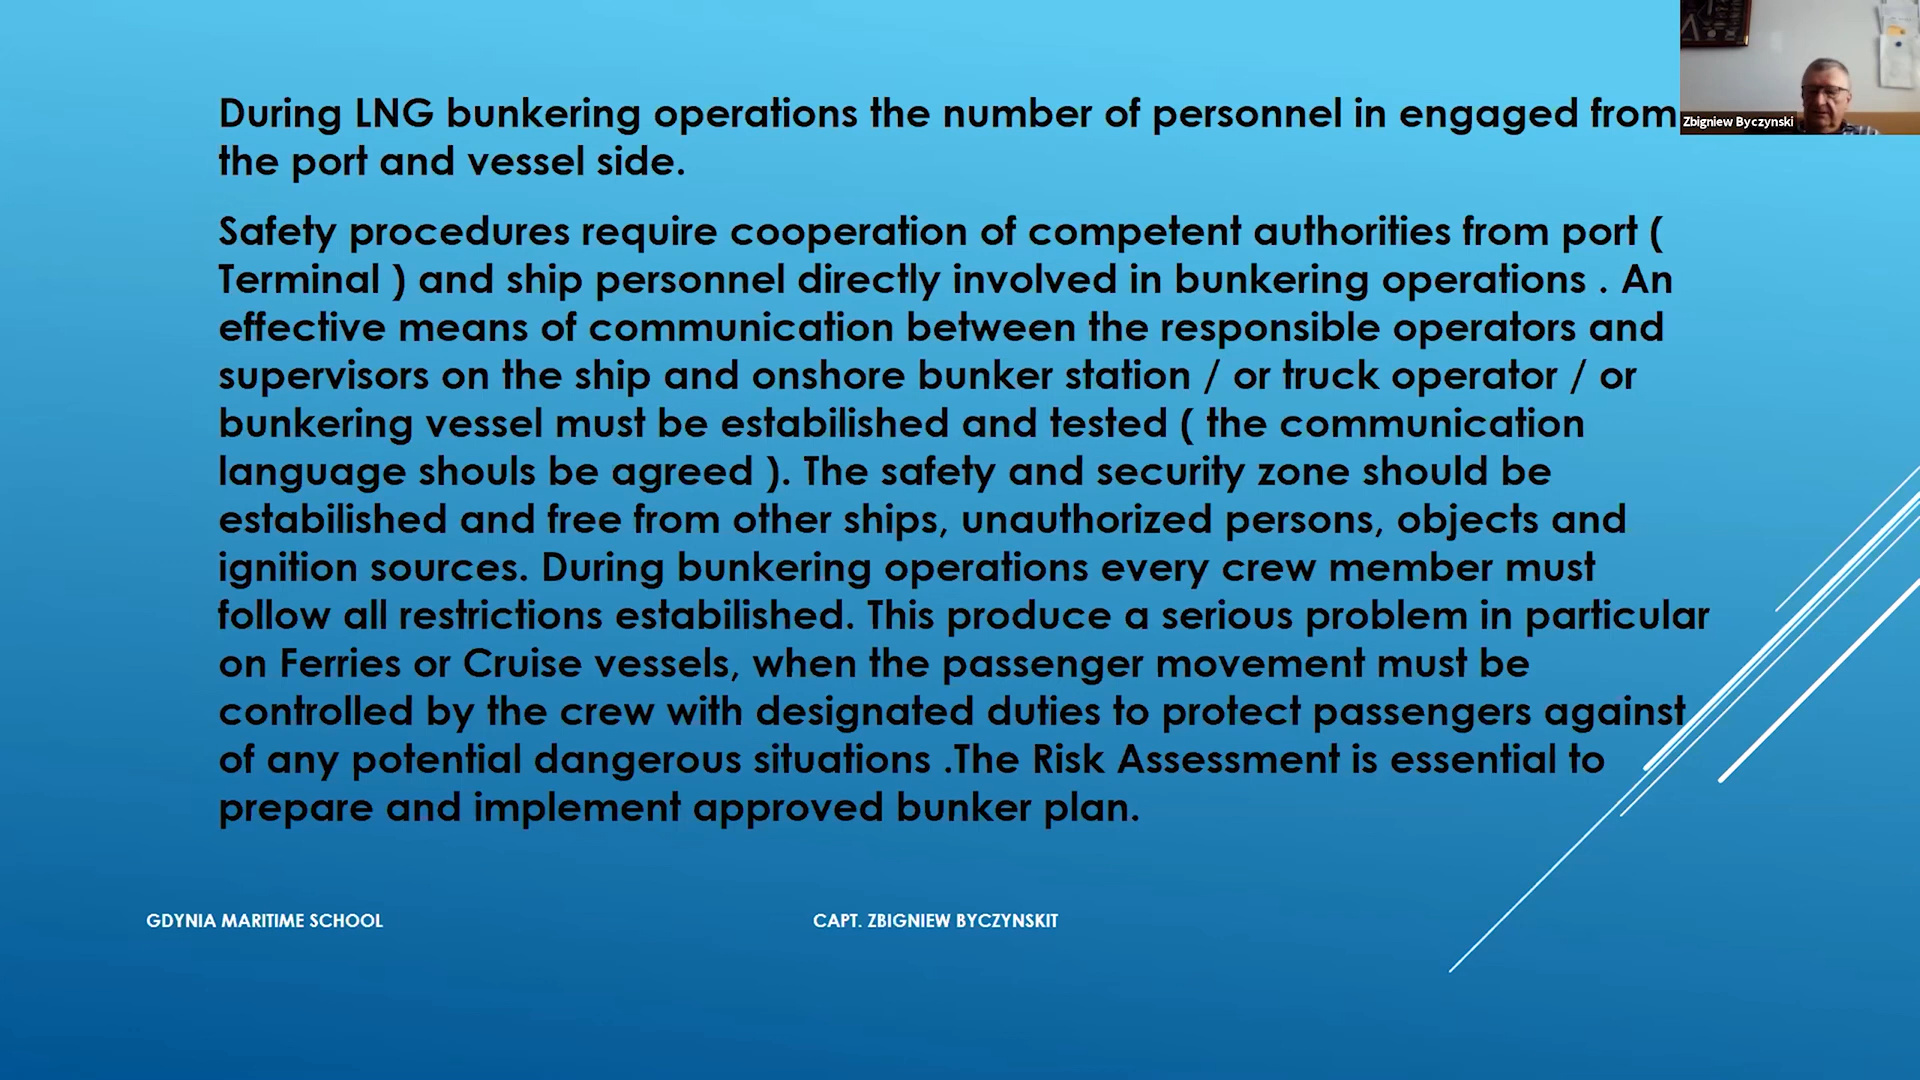 During LNG bunkering operations the number of personnel in engaged from
the port and vessel side.
Safety procedures require cooperation of competent authorities from port (
Terminal ) and ship personnel directly involved in bunkering operations . An
effective means of communication between the responsible operators and
supervisors on the ship and onshore bunker station / or truck operator / or
bunkering vessel must be estabilished and tested ( the communication
language shouls be agreed ). The safety and security zone should be
estabilished and free from other ships, unauthorized persons, objects and
ignition sources. During bunkering operations every crew member must
follow all restrictions estabilished. This produce a serious problem in particular
on Ferries or Cruise vessels, when the passenger movement must be
controlled by the crew with designated duties to protect passengers against
of any potential dangerous situations .The Risk Assessment is essential to
prepare and implement approved bunker plan.
Zbigniew Byczynski
GDYNIA MARITIME SCHOOL
CAPT. ZBIGNIEW BYCZYNSKIT